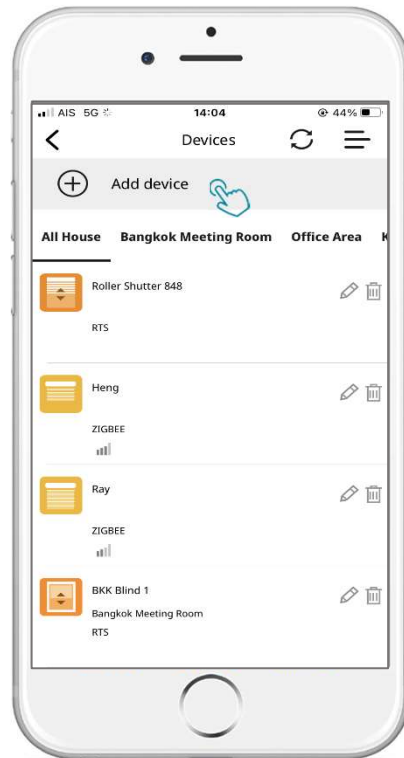 AIS 5G 14:04 44%
Devices
Add device
All House Bangkok Meeting Room Office Area K
Roller Shutter 848
RTS
Heng
ZIGBEE
Ray
ZIGBEE
BKK Blind 1
Bangkok Meeting Room
RTS